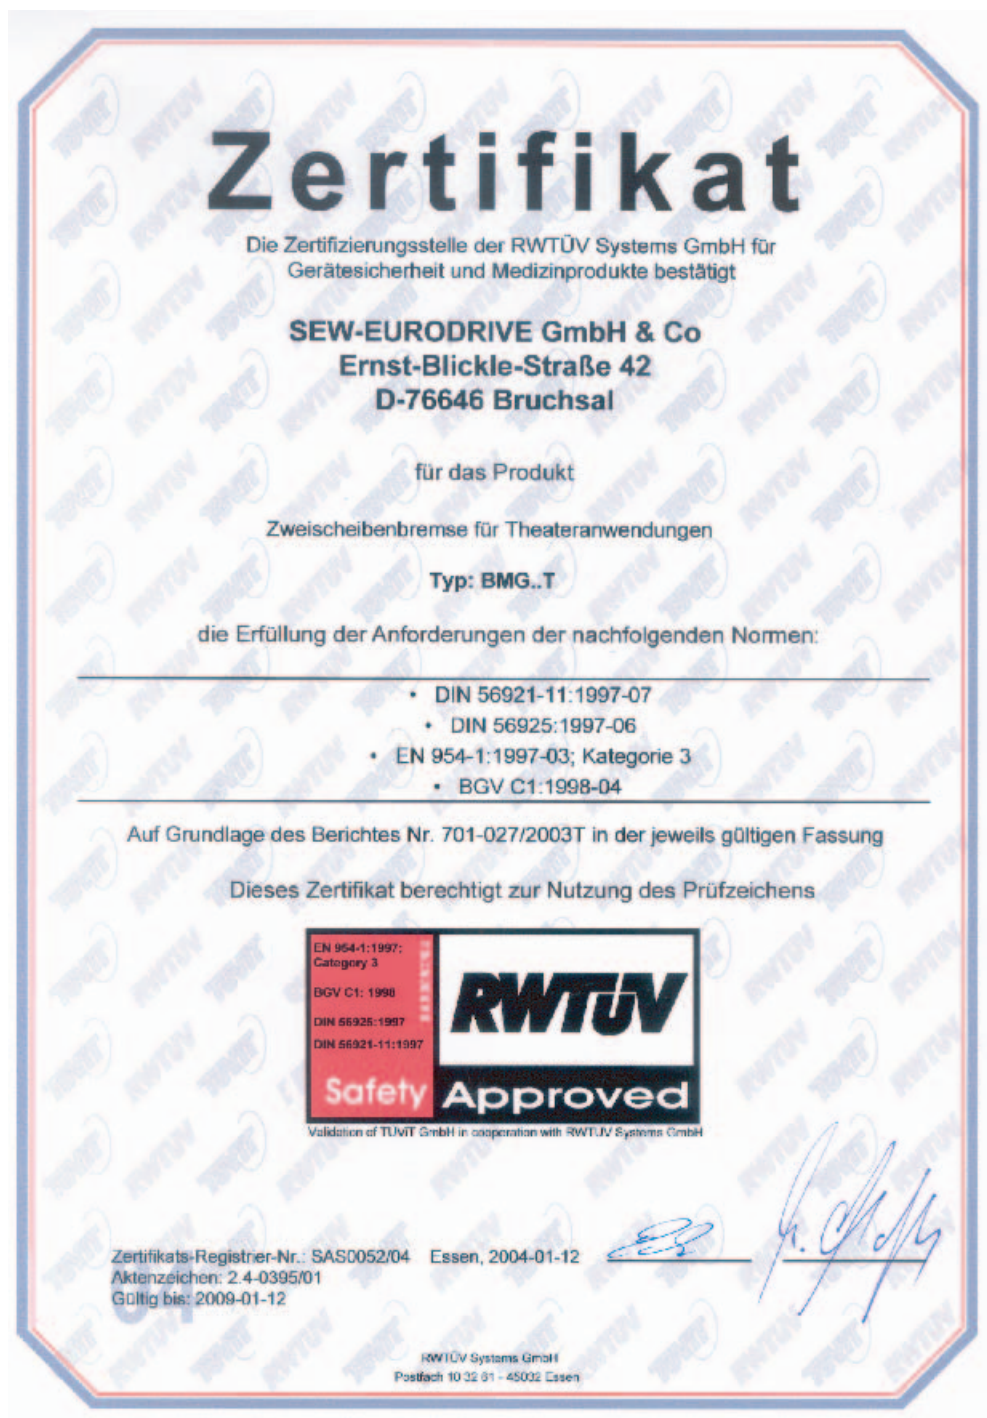 Zertifikat
Die Zertifizierungsstelle der RWTÜV Systems GmbH für
Gerätesicherheit und Medizinprodukte bestätigt
SEW-EURODRIVE GmbH & Co
Ernst-Blickle-Straße 42
D-76646 Bruchsal
für das Produkt
Zweischeibenbremse für Theateranwendungen
Typ: BMG..T
die Erfüllung der Anforderungen der nachfolgenden Normen:
• DIN 56921-11:1997-07
• DIN 56925:1997-06
• EN 954-1:1997-03; Kategorie 3
• BGV C1:1998-04
Auf Grundlage des Berichtes Nr. 701-027/2003T in der jeweils gültigen Fassung
Dieses Zertifikat berechtigt zur Nutzung des Prüfzeichens
EN 954-1:1997;
Category 3
BGV C1: 1998
DIN 56925:1997
DIN 56921-11:1997
RWTÜV
Safety Approved
Validation of TÜViT GmbH in cooperation with RWTÜV Systems GmbH
Zertifikats-Registrier-Nr.: SAS0052/04 Essen, 2004-01-12
Aktenzeichen: 2.4-0395/01
Gültig bis: 2009-01-12
RWTÜV Systems GmbH
Postfach 10 32 61 - 45032 Essen